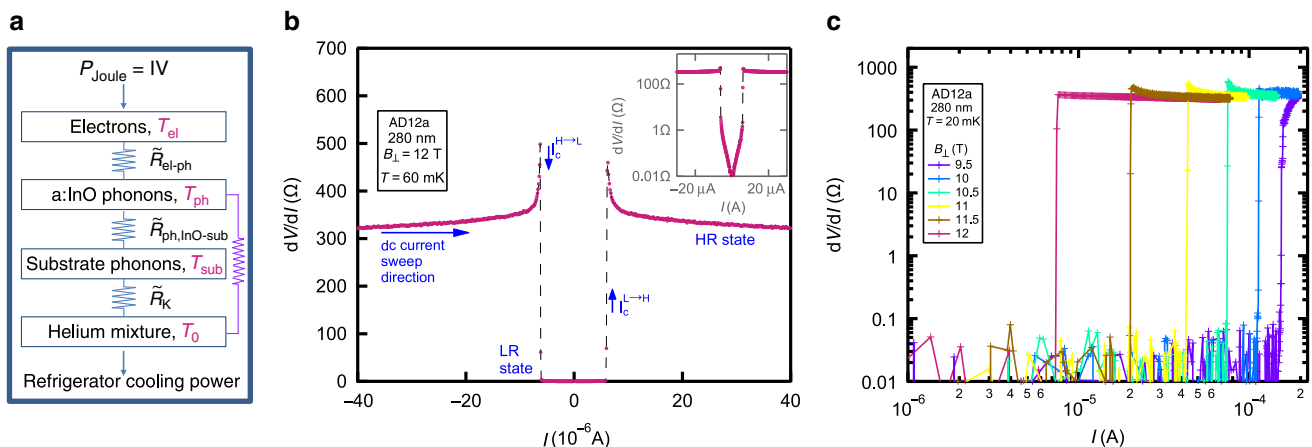 a
P_Joule = IV
Electrons, T_el
R̃_el-ph
a:InO phonons, T_ph
R̃_ph,InO-sub
Substrate phonons, T_sub
R̃_K
Helium mixture, T_0
Refrigerator cooling power
b
700
600
500
400
300
200
100
0
dV/dI (Ω)
AD12a
280 nm
B_⊥ = 12 T
T = 60 mK
I_c^H→L
dc current
sweep
direction
HR state
I_c^L→H
LR
state
−40
−20
0
20
40
I (10^−6 A)
100Ω
1Ω
0.01Ω
dV/dI (Ω)
−20 µA
20 µA
I (A)
c
1000
100
10
1
0.1
0.01
dV/dI (Ω)
AD12a
280 nm
T = 20 mK
B_⊥ (T)
9.5
10
10.5
11
11.5
12
10^−6
2
3
4
5
6
10^−5
2
3
4
5
6
10^−4
2
I (A)